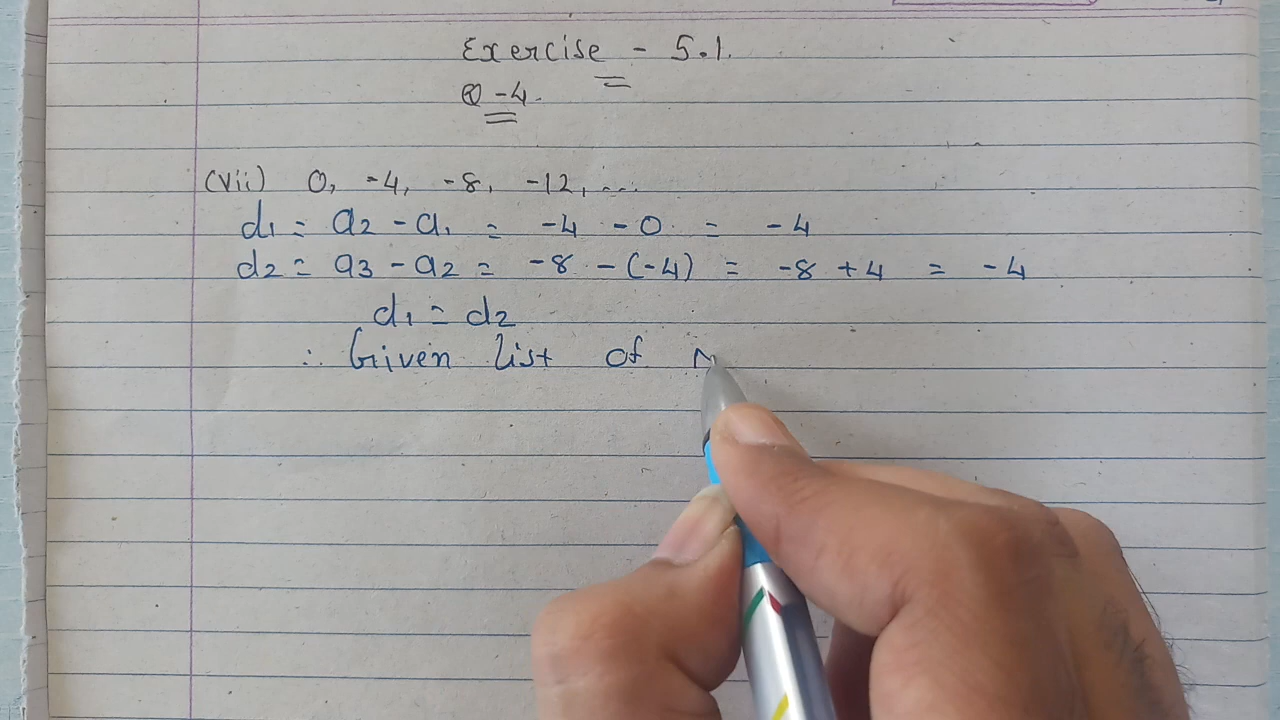 Exercise - 5.1.
Q-4.
(vii) 0, -4, -8, -12, ...
d1 = a2 - a1 = -4 - 0 = -4
d2 = a3 - a2 = -8 - (-4) = -8 + 4 = -4
d1 = d2
∴ Given list of